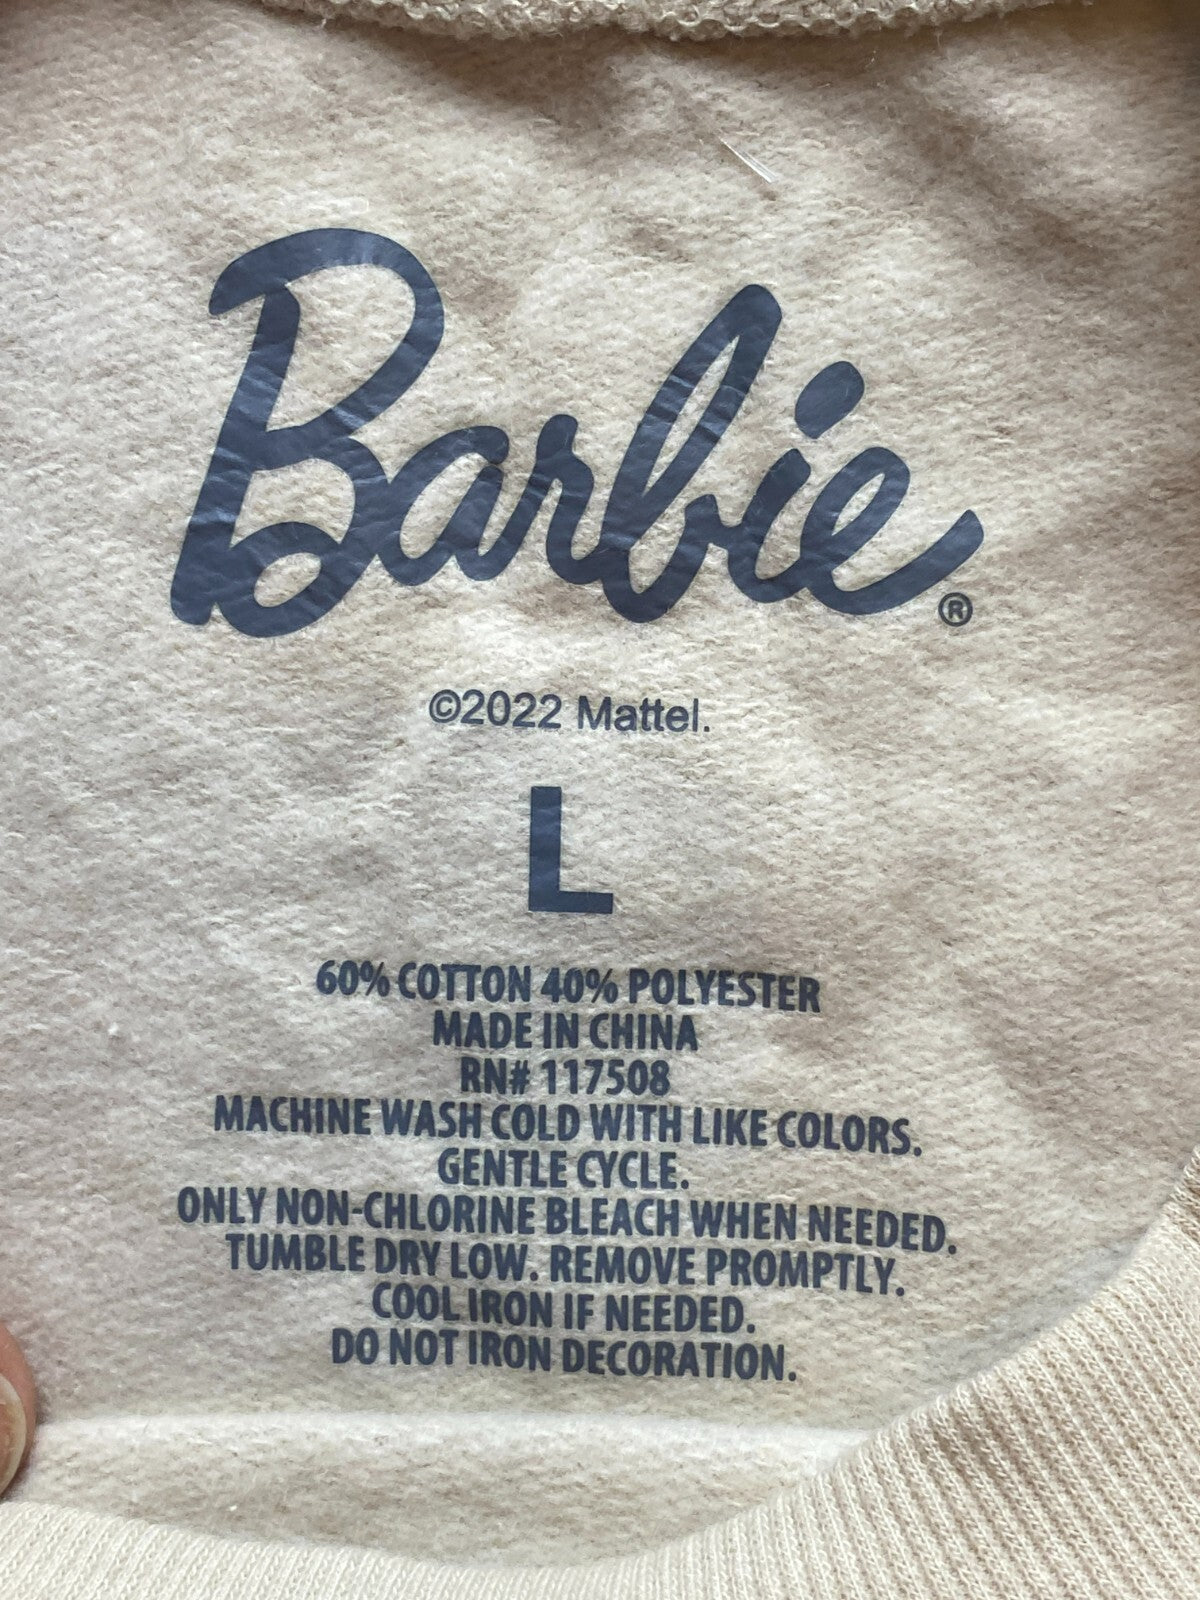 Barbie®
©2022 Mattel.
L
60% COTTON 40% POLYESTER
MADE IN CHINA
RN# 117508
MACHINE WASH COLD WITH LIKE COLORS.
GENTLE CYCLE.
ONLY NON-CHLORINE BLEACH WHEN NEEDED.
TUMBLE DRY LOW. REMOVE PROMPTLY.
COOL IRON IF NEEDED.
DO NOT IRON DECORATION.